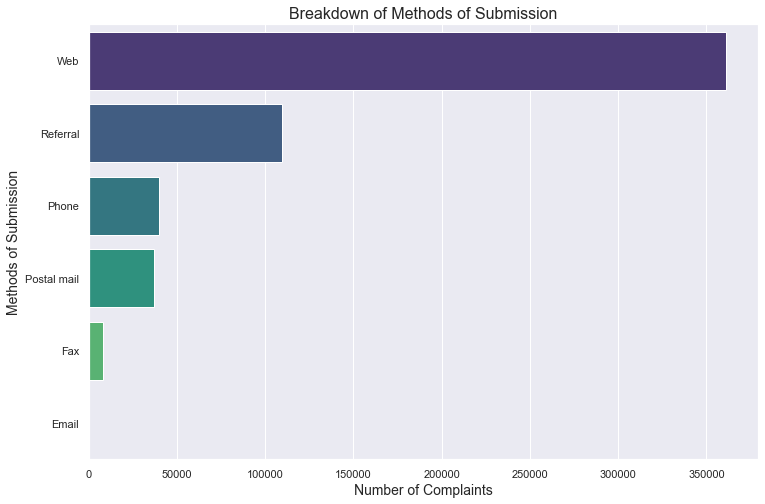 Breakdown of Methods of Submission
Methods of Submission
Web
Referral
Phone
Postal mail
Fax
Email
0 50000 100000 150000 200000 250000 300000 350000
Number of Complaints